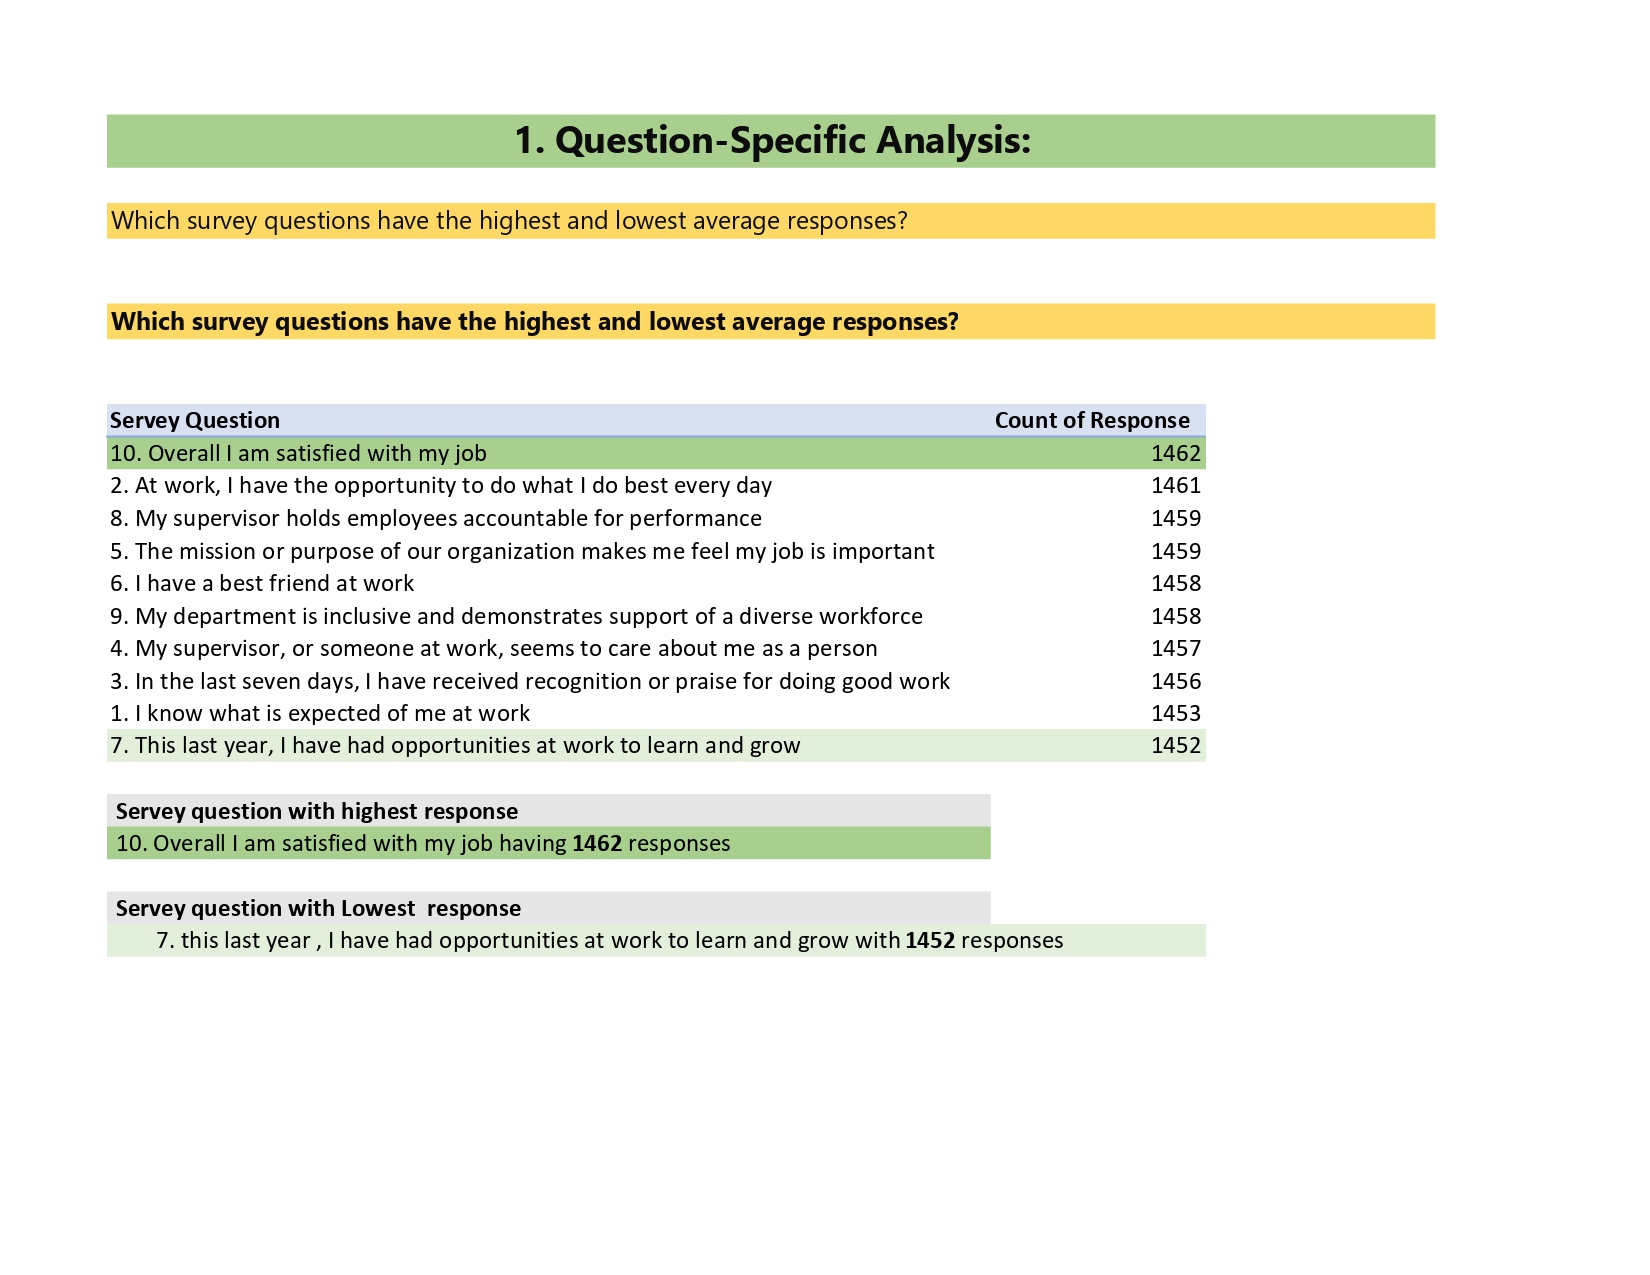 1. Question-Specific Analysis:
Which survey questions have the highest and lowest average responses?
Which survey questions have the highest and lowest average responses?
Servey Question Count of Response
10. Overall I am satisfied with my job 1462
2. At work, I have the opportunity to do what I do best every day 1461
8. My supervisor holds employees accountable for performance 1459
5. The mission or purpose of our organization makes me feel my job is important 1459
6. I have a best friend at work 1458
9. My department is inclusive and demonstrates support of a diverse workforce 1458
4. My supervisor, or someone at work, seems to care about me as a person 1457
3. In the last seven days, I have received recognition or praise for doing good work 1456
1. I know what is expected of me at work 1453
7. This last year, I have had opportunities at work to learn and grow 1452
Servey question with highest response
10. Overall I am satisfied with my job having 1462 responses
Servey question with Lowest  response
7. this last year , I have had opportunities at work to learn and grow with 1452 responses